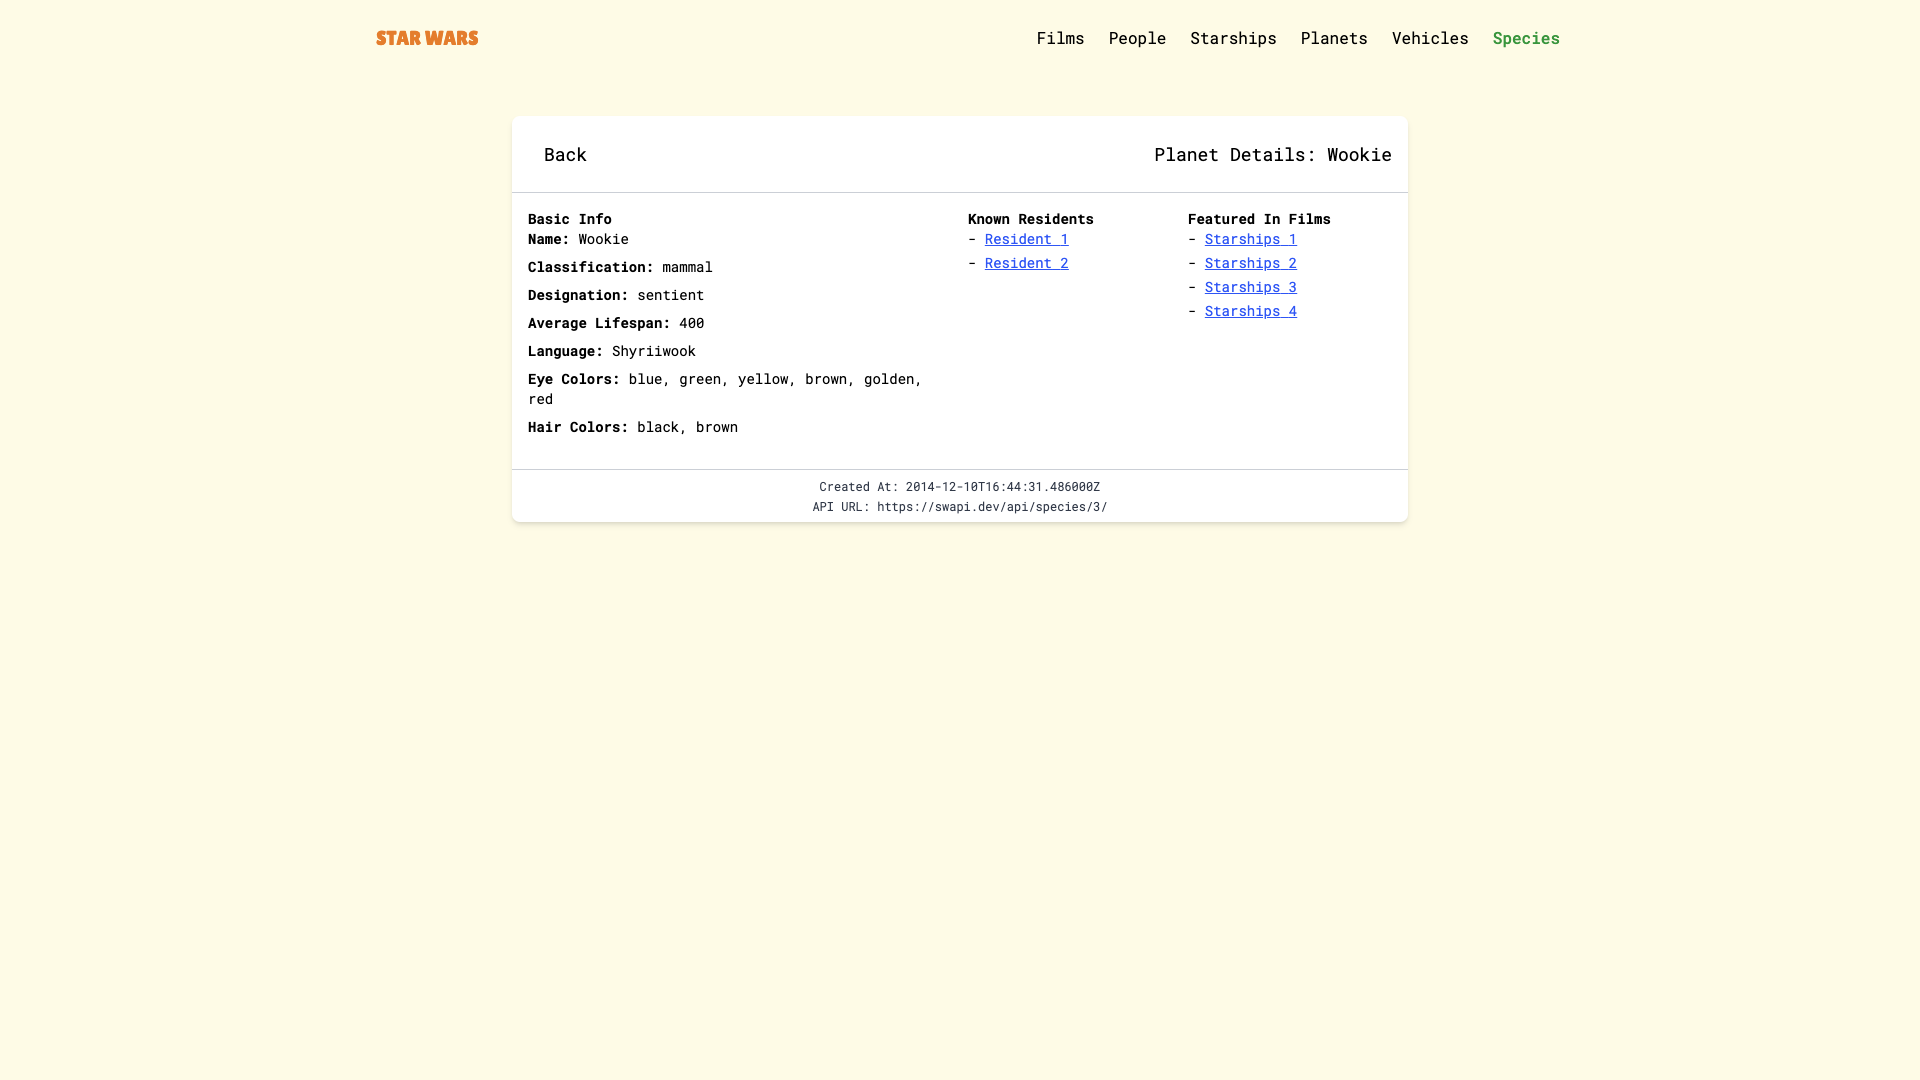 STAR WARS
Films People Starships Planets Vehicles Species
Back
Planet Details: Wookie
Basic Info
Name: Wookie
Classification: mammal
Designation: sentient
Average Lifespan: 400
Language: Shyriiwook
Eye Colors: blue, green, yellow, brown, golden,
red
Hair Colors: black, brown
Known Residents
- Resident 1
- Resident 2
Featured In Films
- Starships 1
- Starships 2
- Starships 3
- Starships 4
Created At: 2014-12-10T16:44:31.486000Z
API URL: https://swapi.dev/api/species/3/